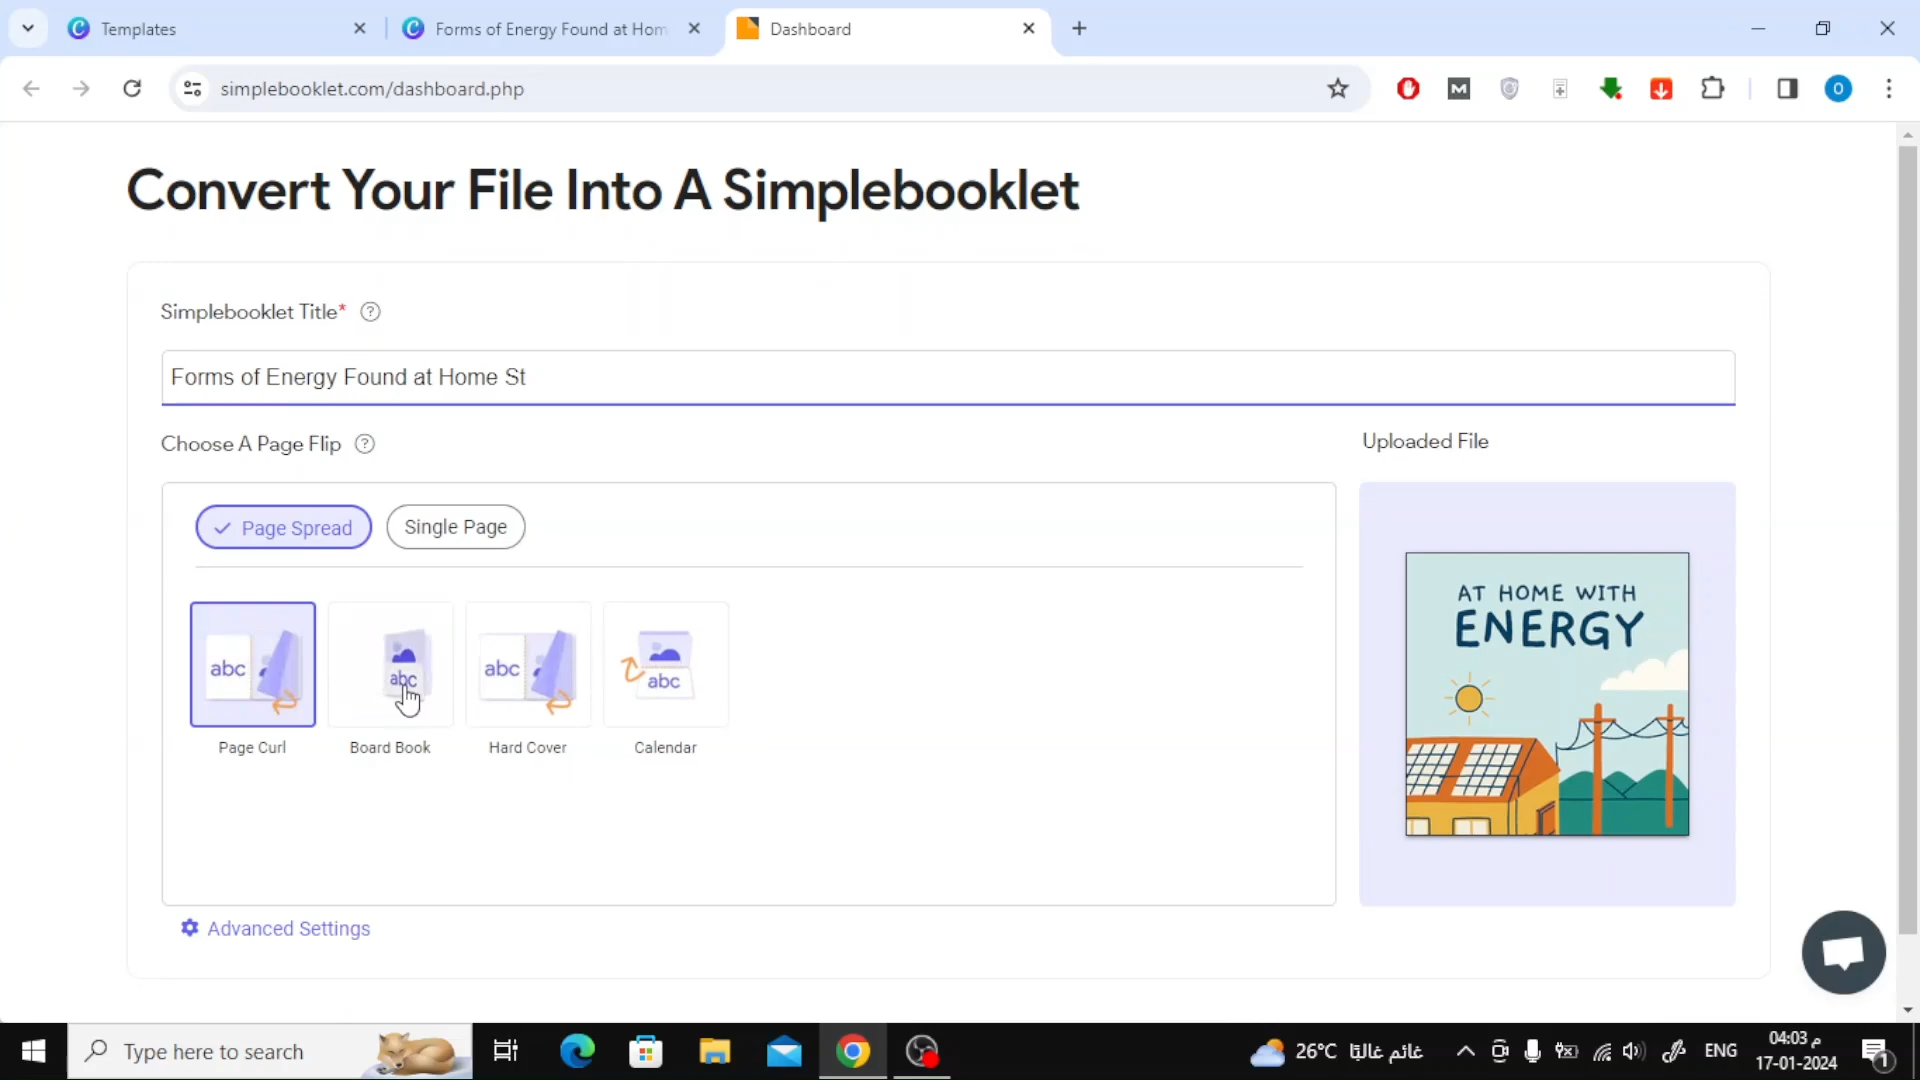 Templates
Forms of Energy Found at Hom
Dashboard
simplebooklet.com/dashboard.php
O
Convert Your File Into A Simplebooklet
Simplebooklet Title*
Forms of Energy Found at Home St
Choose A Page Flip
Uploaded File
Page Spread
Single Page
AT HOME WITH
ENERGY
abc
abc
abc
abc
Page Curl
Board Book
Hard Cover
Calendar
Advanced Settings
Type here to search
26°C غائم غالبًا
ENG
04:03 م
17-01-2024
1